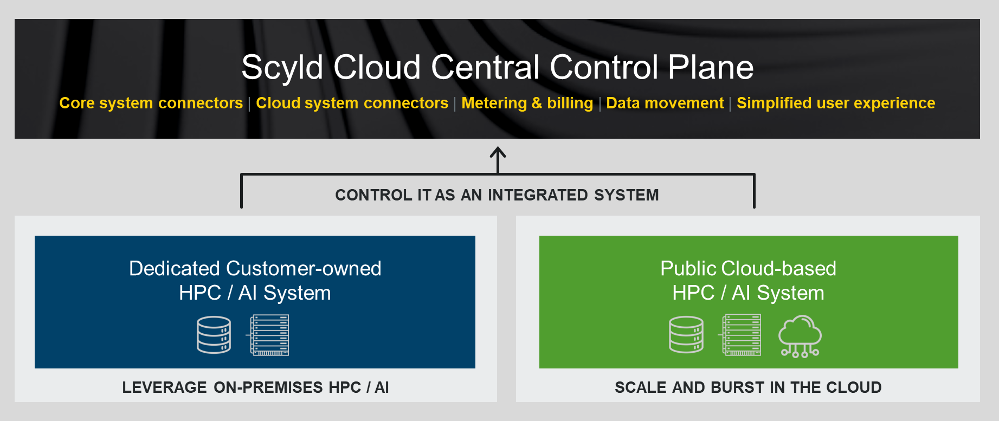 Scyld Cloud Central Control Plane
Core system connectors | Cloud system connectors | Metering & billing | Data movement | Simplified user experience
CONTROL IT AS AN INTEGRATED SYSTEM
Dedicated Customer-owned
HPC / AI System
LEVERAGE ON-PREMISES HPC / AI
Public Cloud-based
HPC / AI System
SCALE AND BURST IN THE CLOUD